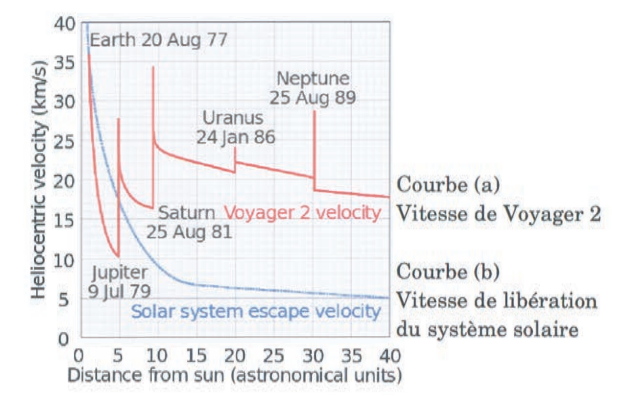 40
Earth 20 Aug 77
35
Neptune
25 Aug 89
30
Uranus
24 Jan 86
25
20
Courbe (a)
Saturn
Voyager 2 velocity
Vitesse de Voyager 2
15
25 Aug 81
10
Jupiter
9 Jul 79
Courbe (b)
5
Vitesse de libération
Solar system escape velocity
du système solaire
0
Heliocentric velocity (km/s)
0 5 10 15 20 25 30 35 40
Distance from sun (astronomical units)